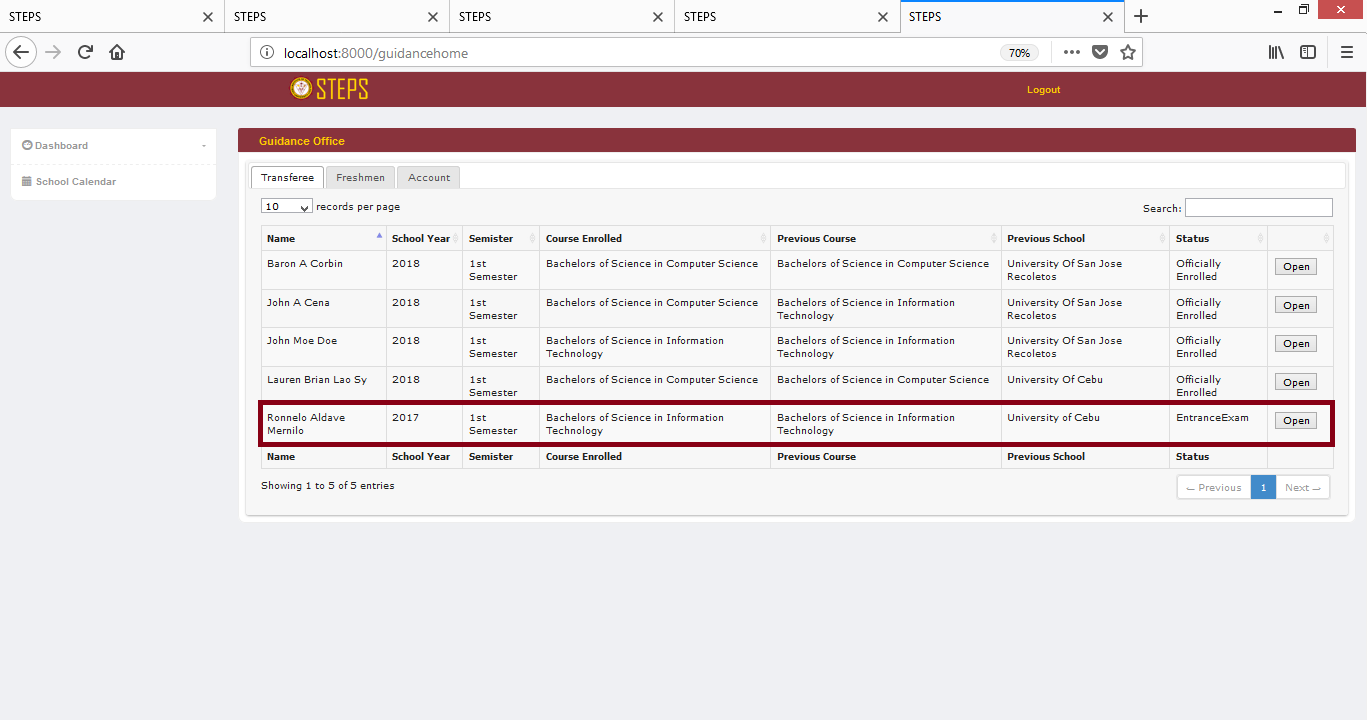 STEPS STEPS STEPS STEPS STEPS
localhost:8000/guidancehome 70%
STEPS Logout
Dashboard
School Calendar
Guidance Office
Transferee Freshmen Account
10 records per page Search:
Name School Year Semister Course Enrolled Previous Course Previous School Status
Baron A Corbin 2018 1st Bachelors of Science in Computer Science Bachelors of Science in Computer Science University Of San Jose Officially Open
Semester Recoletos Enrolled
John A Cena 2018 1st Bachelors of Science in Computer Science Bachelors of Science in Information University Of San Jose Officially Open
Semester Technology Recoletos Enrolled
John Moe Doe 2018 1st Bachelors of Science in Information Bachelors of Science in Information University Of San Jose Officially Open
Semester Technology Technology Recoletos Enrolled
Lauren Brian Lao Sy 2018 1st Bachelors of Science in Computer Science Bachelors of Science in Computer Science University Of Cebu Officially Open
Semester Enrolled
Ronnelo Aldave 2017 1st Bachelors of Science in Information Bachelors of Science in Information University of Cebu EntranceExam Open
Mernilo Semester Technology Technology
Name School Year Semister Course Enrolled Previous Course Previous School Status
Showing 1 to 5 of 5 entries ← Previous 1 Next →